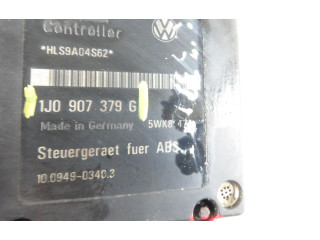 Controller
*HLS9A04S62*
1J0 907 379 G
Made in Germany
Steuergeraet fuer ABS
10.0949-0340.3